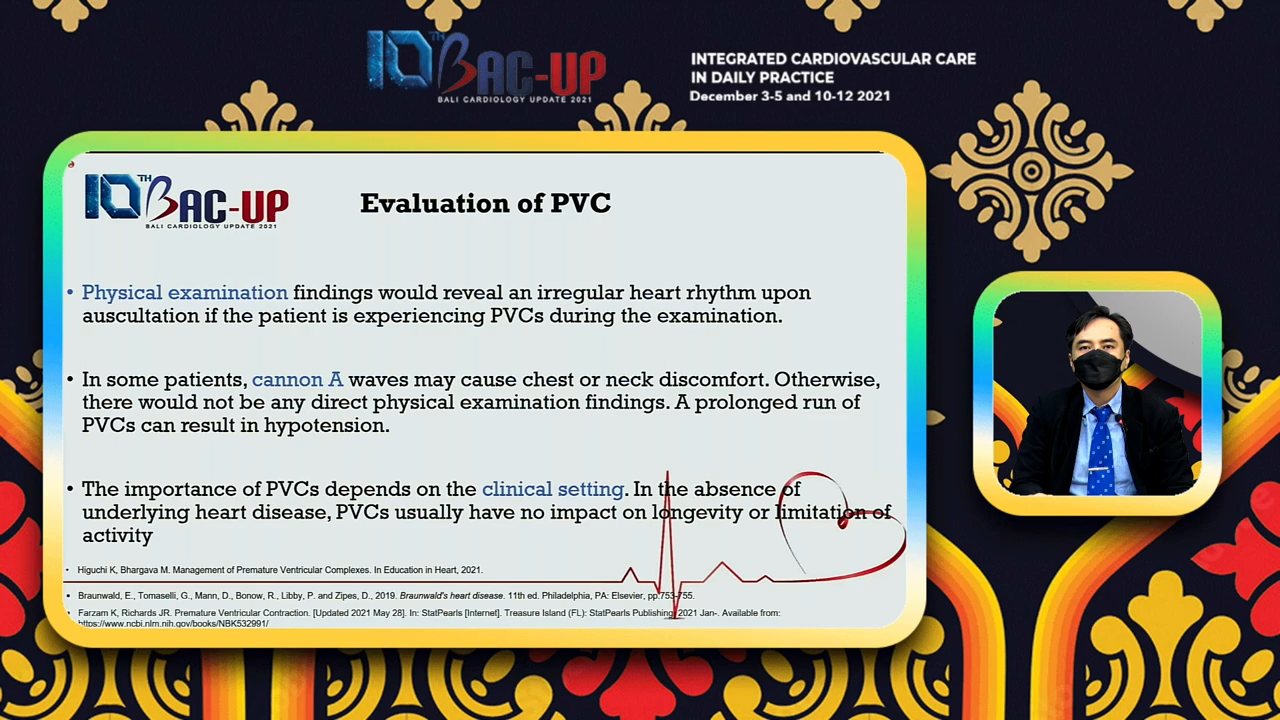 10TH BAC-UP
BALI CARDIOLOGY UPDATE 2021
INTEGRATED CARDIOVASCULAR CARE
IN DAILY PRACTICE
December 3-5 and 10-12 2021
10TH BAC-UP
BALI CARDIOLOGY UPDATE 2021
Evaluation of PVC
• Physical examination findings would reveal an irregular heart rhythm upon
auscultation if the patient is experiencing PVCs during the examination.
• In some patients, cannon A waves may cause chest or neck discomfort. Otherwise,
there would not be any direct physical examination findings. A prolonged run of
PVCs can result in hypotension.
• The importance of PVCs depends on the clinical setting. In the absence of
underlying heart disease, PVCs usually have no impact on longevity or limitation of
activity
• Higuchi K, Bhargava M. Management of Premature Ventricular Complexes. In Education in Heart, 2021.
• Braunwald, E., Tomaselli, G., Mann, D., Bonow, R., Libby, P. and Zipes, D., 2019. Braunwald's heart disease. 11th ed. Philadelphia, PA: Elsevier, pp.753-755.
• Farzam K, Richards JR. Premature Ventricular Contraction. [Updated 2021 May 28]. In: StatPearls [Internet]. Treasure Island (FL): StatPearls Publishing; 2021 Jan-. Available from:
https://www.ncbi.nlm.nih.gov/books/NBK532991/